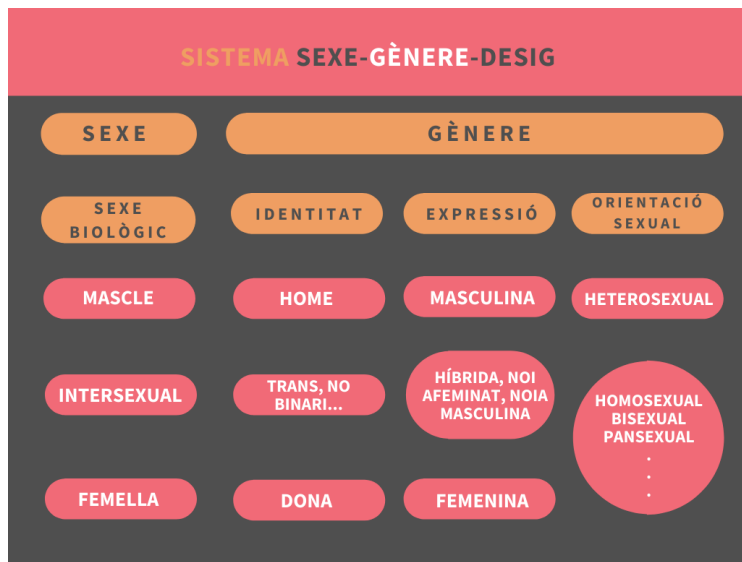 SISTEMA SEXE-GÈNERE-DESIG
SEXE
GÈNERE
SEXE
BIOLÒGIC
IDENTITAT
EXPRESSIÓ
ORIENTACIÓ
SEXUAL
MASCLE
HOME
MASCULINA
HETEROSEXUAL
INTERSEXUAL
TRANS, NO
BINARI...
HÍBRIDA, NOI
AFEMINAT, NOIA
MASCULINA
HOMOSEXUAL
BISEXUAL
PANSEXUAL
.
.
.
FEMELLA
DONA
FEMENINA